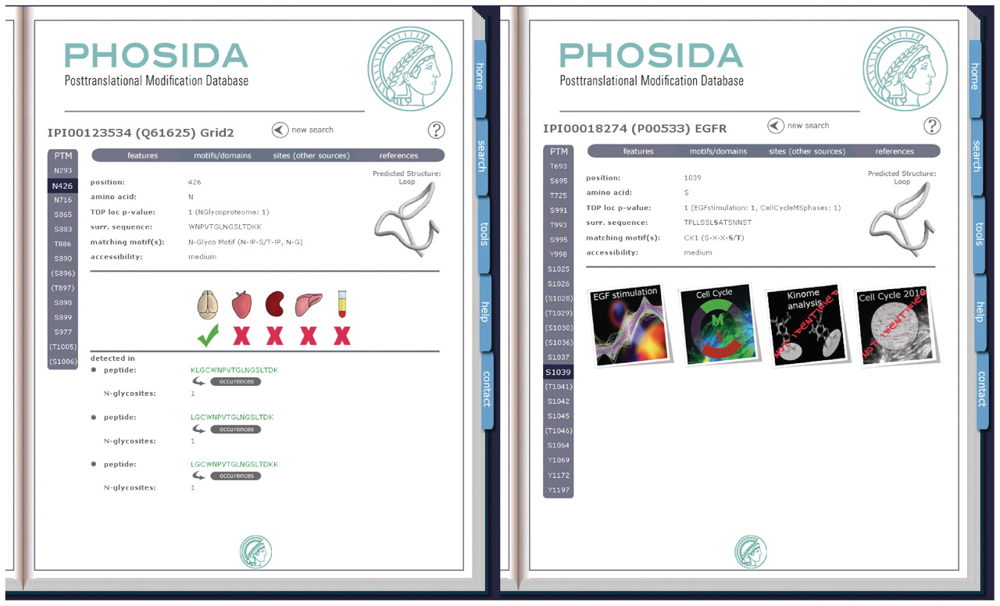 PHOSIDA
Posttranslational Modification Database
home
search
tools
help
contact
IPI00123534 (Q61625) Grid2
new search
?
PTM
N293
N426
N716
S865
S883
T886
S890
(S896)
(T897)
S898
S899
S977
(T1005)
(S1006)
features motifs/domains sites (other sources) references
Predicted Structure:
Loop
position: 426
amino acid: N
TOP loc p-value: 1 (NGlycoproteome: 1)
surr. sequence: WNPVTGLNGSLTDKK
matching motif(s): N-Glyco Motif (N-!P-S/T-!P, N-G)
accessibility: medium
detected in
peptide: KLGCWNPVTGLNGSLTDK
occurences
N-glycosites: 1
peptide: LGCWNPVTGLNGSLTDK
occurences
N-glycosites: 1
peptide: LGCWNPVTGLNGSLTDKK
occurences
N-glycosites: 1
PHOSIDA
Posttranslational Modification Database
home
search
tools
help
contact
IPI00018274 (P00533) EGFR
new search
?
PTM
T693
S695
T725
S991
T993
S995
Y998
S1025
S1026
(S1028)
(T1029)
(S1030)
(S1036)
S1037
S1039
(T1041)
S1042
S1045
(T1046)
S1064
Y1069
Y1172
Y1197
features motifs/domains sites (other sources) references
Predicted Structure:
Loop
position: 1039
amino acid: S
TOP loc p-value: 1 (EGFstimulation: 1, CellCycleMSphases: 1)
surr. sequence: TPLLSSLSATSNNST
matching motif(s): CK1 (S-X-X-S/T)
accessibility: medium
EGF stimulation
Cell Cycle
M
S
Kinome
analysis
NOT IDENTIFIED
Cell Cycle 2010
NOT IDENTIFIED